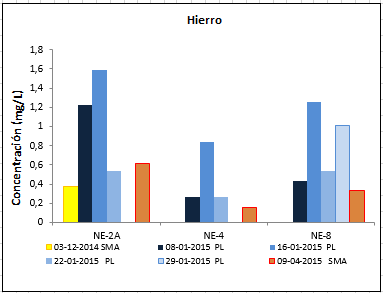 Hierro
Concentración (mg/L)
1,8
1,6
1,4
1,2
1
0,8
0,6
0,4
0,2
0
NE-2A NE-4 NE-8
03-12-2014 SMA 08-01-2015 PL 16-01-2015 PL
22-01-2015 PL 29-01-2015 PL 09-04-2015 SMA